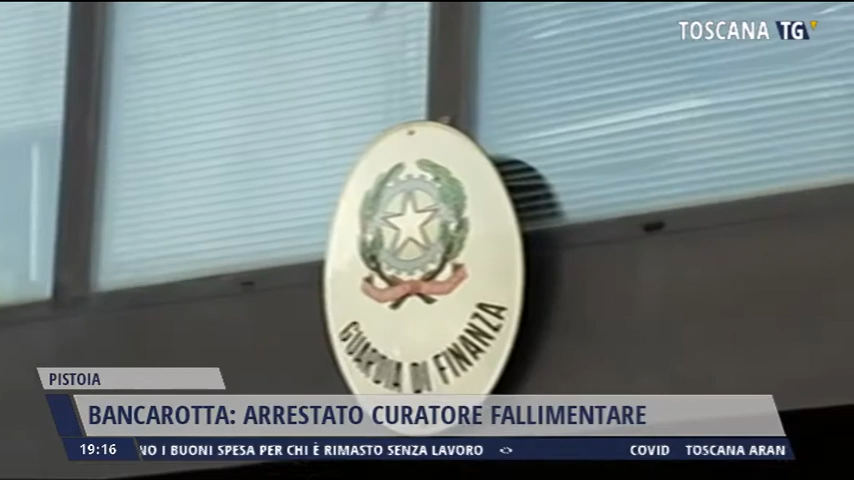 TOSCANA TG
GUARDIA DI FINANZA
PISTOIA
BANCAROTTA: ARRESTATO CURATORE FALLIMENTARE
19:16 NO I BUONI SPESA PER CHI È RIMASTO SENZA LAVORO COVID TOSCANA ARAN